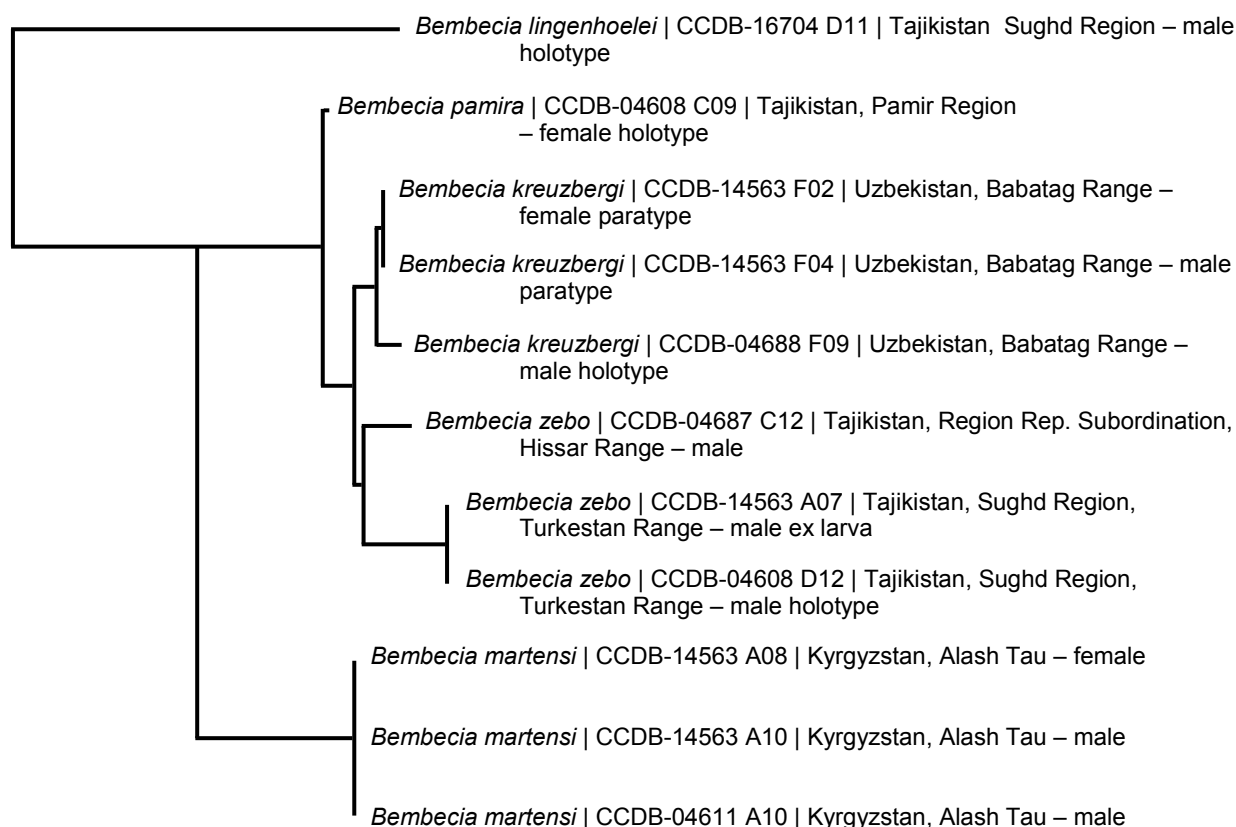 Bembecia lingenhoelei | CCDB-16704 D11 | Tajikistan  Sughd Region – male
holotype
Bembecia pamira | CCDB-04608 C09 | Tajikistan, Pamir Region
– female holotype
Bembecia kreuzbergi | CCDB-14563 F02 | Uzbekistan, Babatag Range –
female paratype
Bembecia kreuzbergi | CCDB-14563 F04 | Uzbekistan, Babatag Range – male
paratype
Bembecia kreuzbergi | CCDB-04688 F09 | Uzbekistan, Babatag Range –
male holotype
Bembecia zebo | CCDB-04687 C12 | Tajikistan, Region Rep. Subordination,
Hissar Range – male
Bembecia zebo | CCDB-14563 A07 | Tajikistan, Sughd Region,
Turkestan Range – male ex larva
Bembecia zebo | CCDB-04608 D12 | Tajikistan, Sughd Region,
Turkestan Range – male holotype
Bembecia martensi | CCDB-14563 A08 | Kyrgyzstan, Alash Tau – female
Bembecia martensi | CCDB-14563 A10 | Kyrgyzstan, Alash Tau – male
Bembecia martensi | CCDB-04611 A10 | Kyrgyzstan, Alash Tau – male